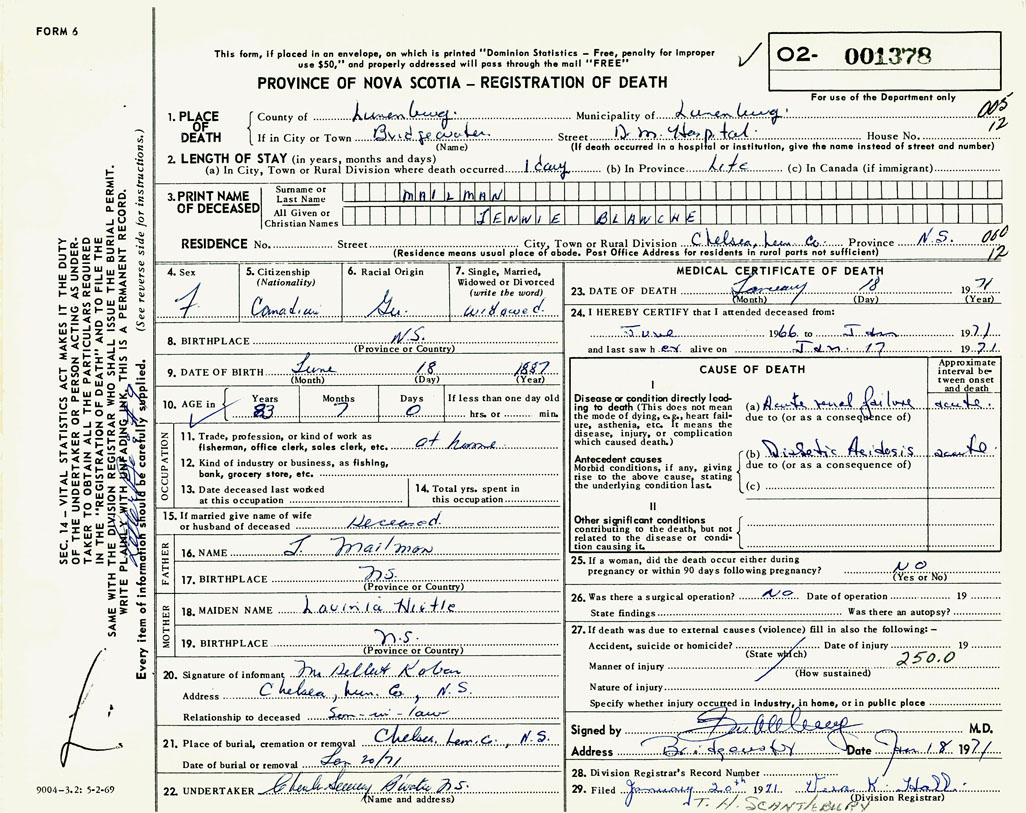 FORM 6
This form, if placed in an envelope, on which is printed "Dominion Statistics – Free, penalty for improper
use $50," and properly addressed will pass through the mail "FREE"
02- 001378
PROVINCE OF NOVA SCOTIA – REGISTRATION OF DEATH
For use of the Department only
1. PLACE OF DEATH
County of Lunenburg. Municipality of Lunenburg. 005
If in City or Town Bridgewater Street D.M. Hospital. House No. 12
(Name) (If death occurred in a hospital or institution, give the name instead of street and number)
2. LENGTH OF STAY (in years, months and days)
(a) In City, Town or Rural Division where death occurred 1 day (b) In Province Life (c) In Canada (if immigrant)
3. PRINT NAME OF DECEASED
Surname or Last Name MAILMAN
All Given or Christian Names JENNIE BLANCHE
RESIDENCE No. Street City, Town or Rural Division Chelsea, Lun. Co. Province N.S. 060
(Residence means usual place of abode. Post Office Address for residents in rural parts not sufficient) 12
4. Sex
F
5. Citizenship
(Nationality)
Canadian
6. Racial Origin
Ger.
7. Single, Married,
Widowed or Divorced
(write the word)
widowed
8. BIRTHPLACE N.S.
(Province or Country)
9. DATE OF BIRTH June 18 1887
(Month) (Day) (Year)
10. AGE in
Years Months Days If less than one day old
83 7 0 hrs. or min.
OCCUPATION
11. Trade, profession, or kind of work as
fisherman, office clerk, sales clerk, etc. at home
12. Kind of industry or business, as fishing,
bank, grocery store, etc.
13. Date deceased last worked
at this occupation
14. Total yrs. spent in
this occupation
15. If married give name of wife
or husband of deceased Deceased
FATHER
16. NAME J. Mailman
17. BIRTHPLACE N.S.
(Province or Country)
MOTHER
18. MAIDEN NAME Lavinia Hirtle
19. BIRTHPLACE N.S.
(Province or Country)
20. Signature of informant
Address Chelsea, Lun. Co, N.S.
Relationship to deceased Son-in-law
21. Place of burial, cremation or removal Chelsea Lun. C., N.S.
Date of burial or removal Jan 20/71
22. UNDERTAKER N.S.
(Name and address)
MEDICAL CERTIFICATE OF DEATH
23. DATE OF DEATH January 18 1971
(Month) (Day) (Year)
24. I HEREBY CERTIFY that I attended deceased from:
June 1966 to Jan 1971
and last saw her alive on Jan. 17 1971
CAUSE OF DEATH
Approximate
interval be-
tween onset
and death
I
Disease or condition directly lead-
ing to death (This does not mean
the mode of dying, e.g., heart fail-
ure, asthenia, etc. It means the
disease, injury, or complication
which caused death.)
(a) Acute renal failure acute
due to (or as a consequence of)
Antecedent causes
Morbid conditions, if any, giving
rise to the above cause, stating
the underlying condition last.
(b) Diabetic Acidosis acute
due to (or as a consequence of)
(c)
II
Other significant conditions
contributing to the death, but not
related to the disease or condi-
tion causing it.
25. If a woman, did the death occur either during
pregnancy or within 90 days following pregnancy? NO
(Yes or No)
26. Was there a surgical operation? NO Date of operation 19
State findings Was there an autopsy?
27. If death was due to external causes (violence) fill in also the following: –
Accident, suicide or homicide? Date of injury 19
(State which) 250.0
Manner of injury
(How sustained)
Nature of injury
Specify whether injury occurred in industry, in home, or in public place
Signed by M.D.
Address Bridgewater Date Jan 18 1971
28. Division Registrar's Record Number
29. Filed January 20th 1971 Vera K. Hall
T. H. SCANTLEBURY (Division Registrar)
SEC. 14 – VITAL STATISTICS ACT MAKES IT THE DUTY
OF THE UNDERTAKER OR PERSON ACTING AS UNDER-
TAKER TO OBTAIN ALL THE PARTICULARS REQUIRED
IN THE "REGISTRATION OF DEATH" AND TO FILE THE
SAME WITH THE DIVISION REGISTRAR WHO SHALL ISSUE THE BURIAL PERMIT.
WRITE PLAINLY WITH UNFADING INK. THIS IS A PERMANENT RECORD.
Every item of information should be carefully supplied. (See reverse side for instructions.)
9004-3.2: 5-2-69